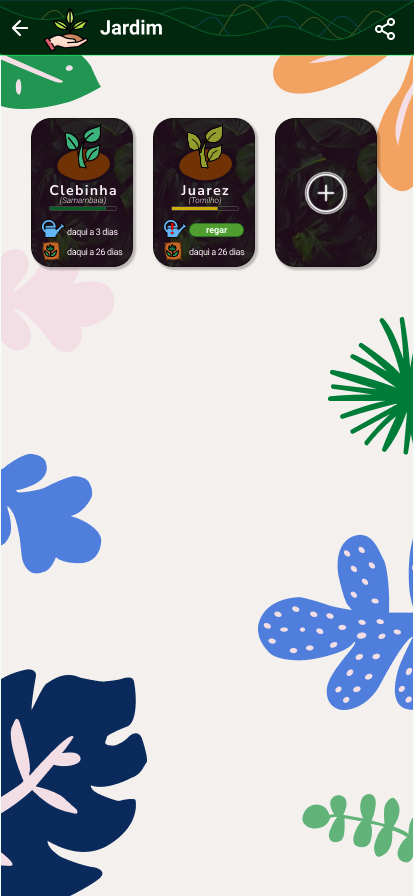 Jardim
Clebinha
(Samambaia)
daqui a 3 dias
daqui a 26 dias
Juarez
(Tomilho)
regar
daqui a 26 dias